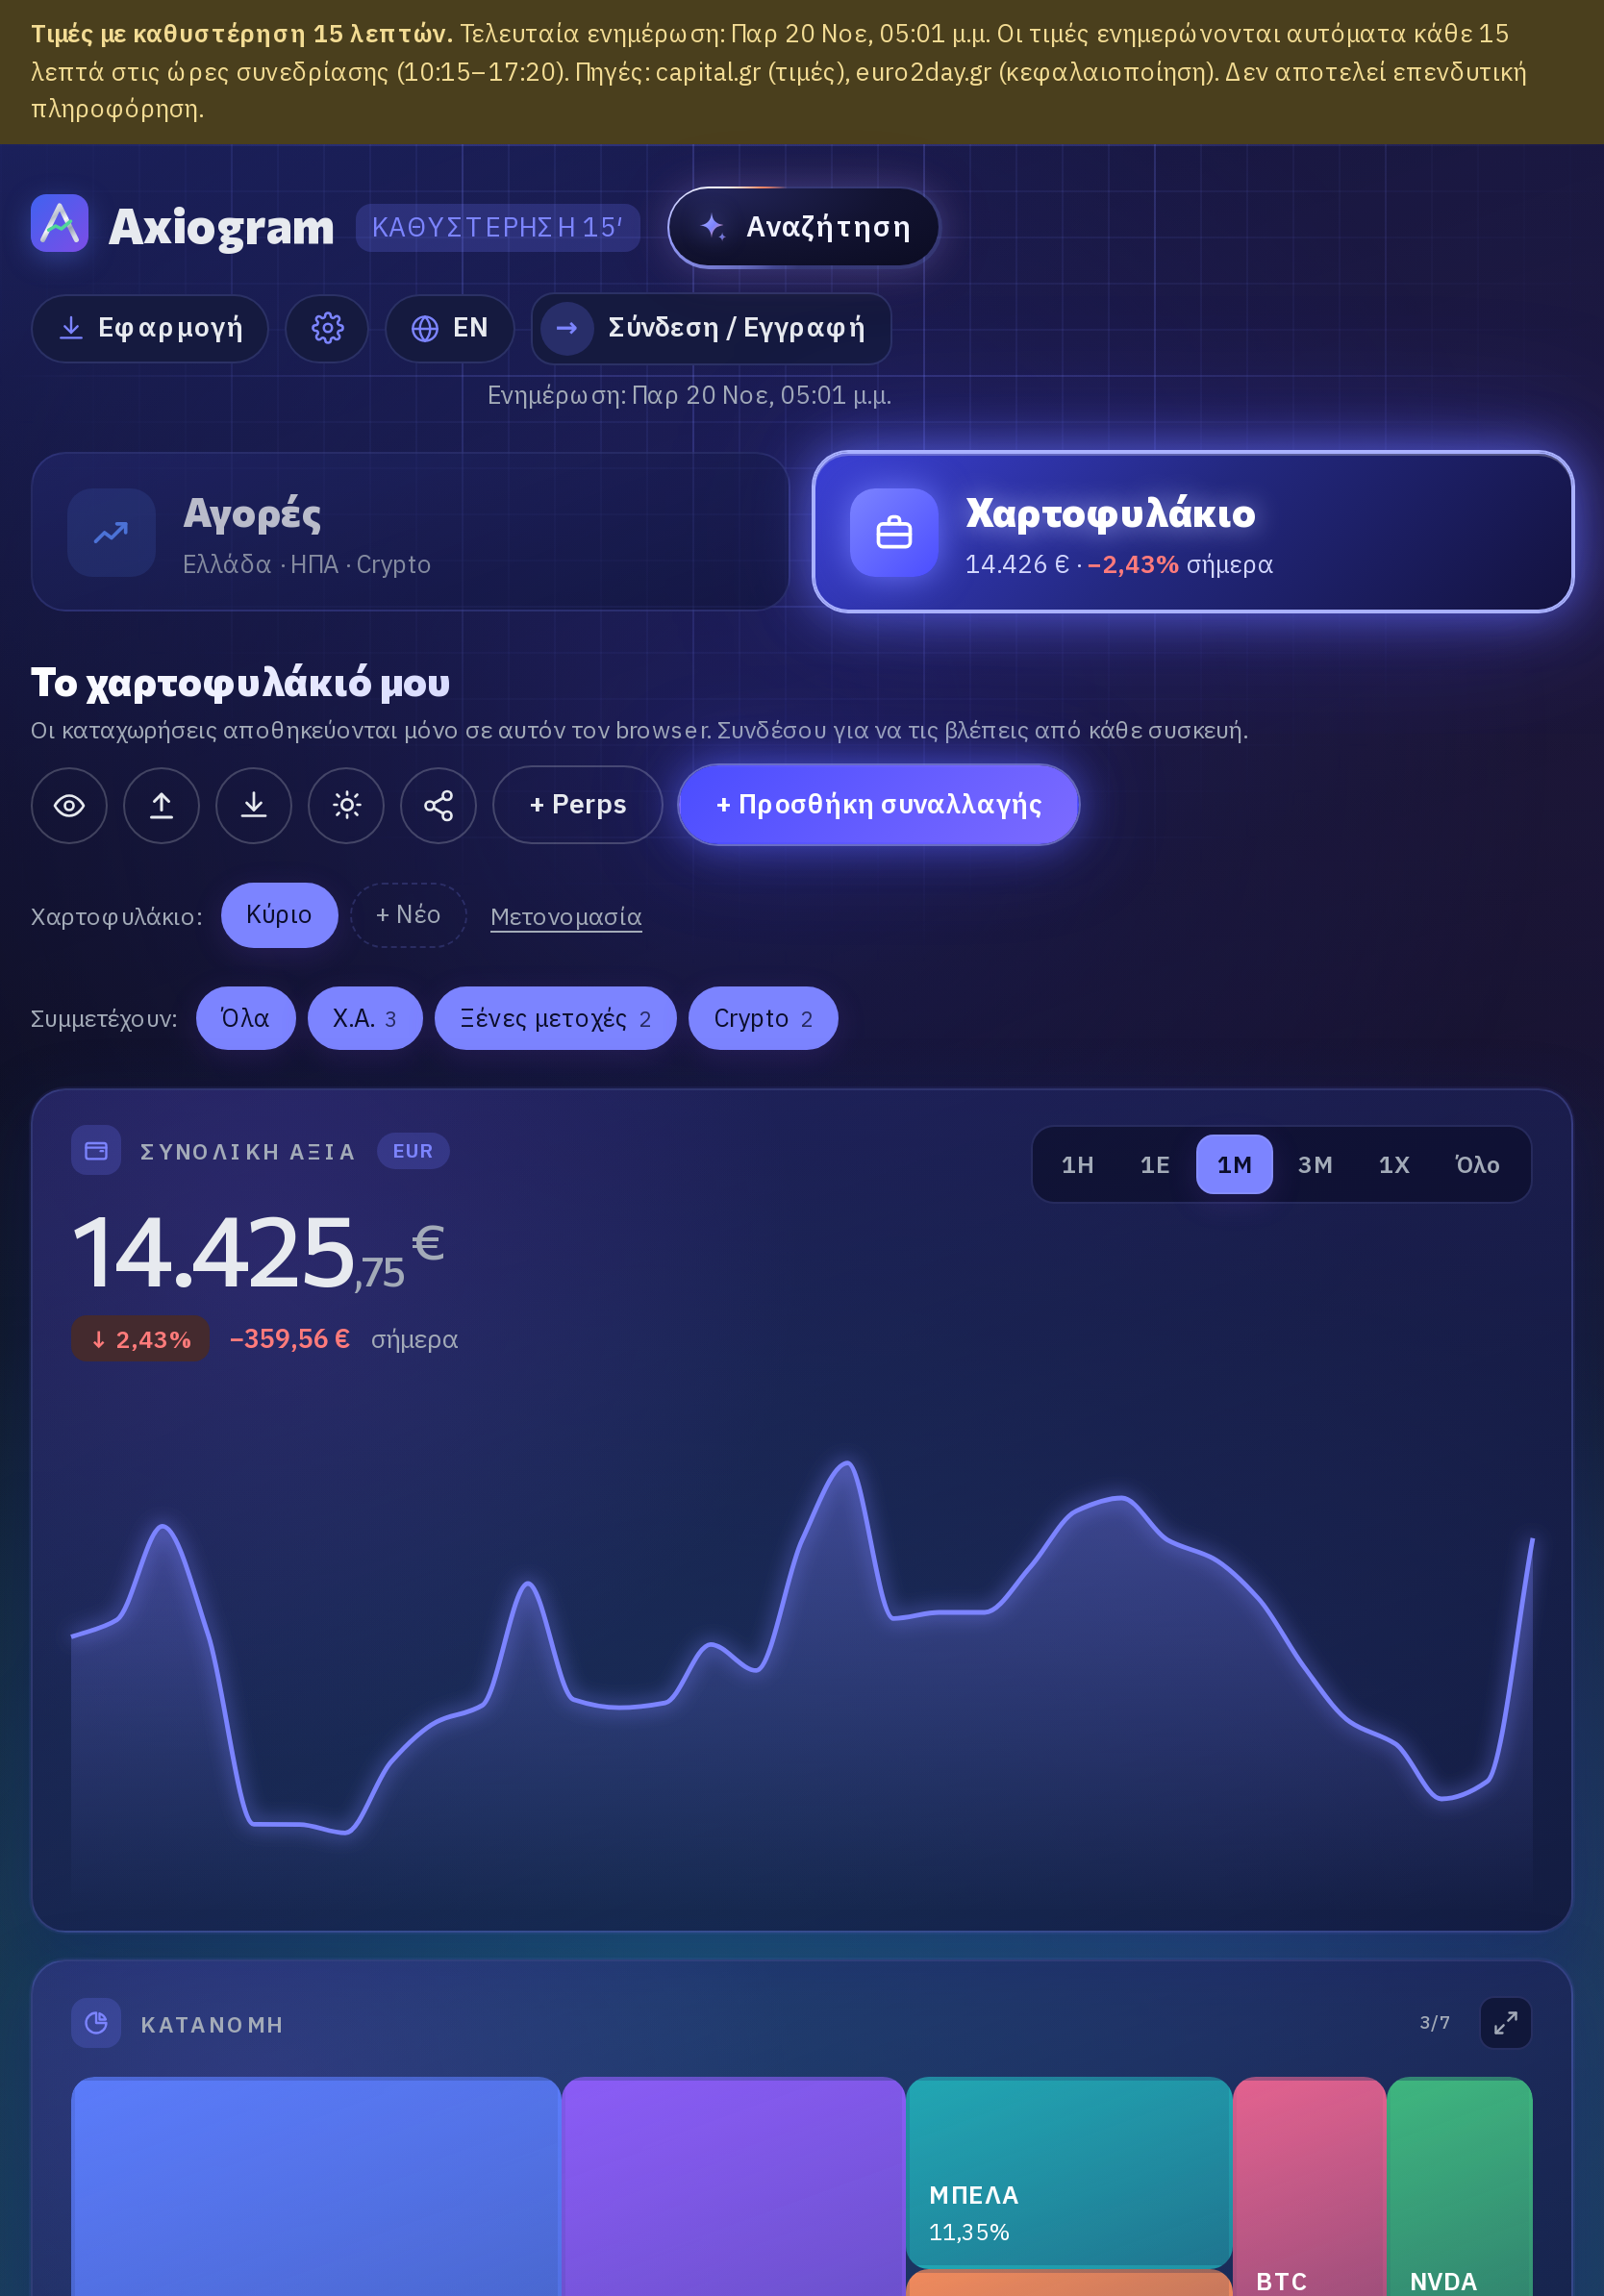 Τιμές με καθυστέρηση 15 λεπτών. Τελευταία ενημέρωση: Παρ 20 Νοε, 05:01 μ.μ. Οι τιμές ενημερώνονται αυτόματα κάθε 15
λεπτά στις ώρες συνεδρίασης (10:15–17:20). Πηγές: capital.gr (τιμές), euro2day.gr (κεφαλαιοποίηση). Δεν αποτελεί επενδυτική
πληροφόρηση.
Axiogram ΚΑΘΥΣΤΕΡΗΣΗ 15′ Αναζήτηση
Εφαρμογή EN → Σύνδεση / Εγγραφή
Ενημέρωση: Παρ 20 Νοε, 05:01 μ.μ.
Αγορές
Ελλάδα · ΗΠΑ · Crypto
Χαρτοφυλάκιο
14.426 € · −2,43% σήμερα
Το χαρτοφυλάκιό μου
Οι καταχωρήσεις αποθηκεύονται μόνο σε αυτόν τον browser. Συνδέσου για να τις βλέπεις από κάθε συσκευή.
+ Perps + Προσθήκη συναλλαγής
Χαρτοφυλάκιο: Κύριο + Νέο Μετονομασία
Συμμετέχουν: Όλα Χ.Α. 3 Ξένες μετοχές 2 Crypto 2
ΣΥΝΟΛΙΚΗ ΑΞΙΑ EUR
1Η 1Ε 1Μ 3Μ 1Χ Όλο
14.425,75 €
↓ 2,43% −359,56 € σήμερα
ΚΑΤΑΝΟΜΗ 3/7
ΜΠΕΛΑ
11,35%
BTC NVDA